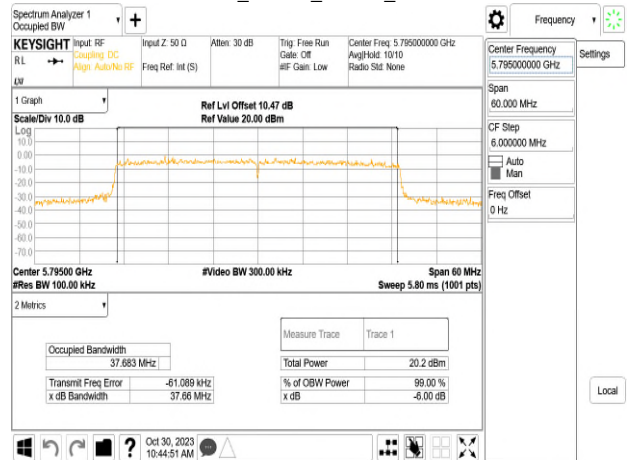 Spectrum Analyzer 1
Occupied BW
Frequency
KEYSIGHT
RL
Input: RF
Coupling: DC
Align: Auto/No RF
Input Z: 50 Ω
Freq Ref: Int (S)
Atten: 30 dB
Trig: Free Run
Gate: Off
#IF Gain: Low
Center Freq: 5.795000000 GHz
Avg|Hold: 10/10
Radio Std: None
Center Frequency
5.795000000 GHz
Settings
Span
60.000 MHz
CF Step
6.000000 MHz
Auto
Man
Freq Offset
0 Hz
Local
1 Graph
Scale/Div 10.0 dB
Ref Lvl Offset 10.47 dB
Ref Value 20.00 dBm
Log
10.0
0.00
-10.0
-20.0
-30.0
-40.0
-50.0
-60.0
-70.0
Center 5.79500 GHz
#Res BW 100.00 kHz
#Video BW 300.00 kHz
Span 60 MHz
Sweep 5.80 ms (1001 pts)
2 Metrics
Measure Trace Trace 1
Occupied Bandwidth
37.683 MHz
Total Power 20.2 dBm
Transmit Freq Error -61.089 kHz
% of OBW Power 99.00 %
x dB Bandwidth 37.66 MHz
x dB -6.00 dB
?
Oct 30, 2023
10:44:51 AM